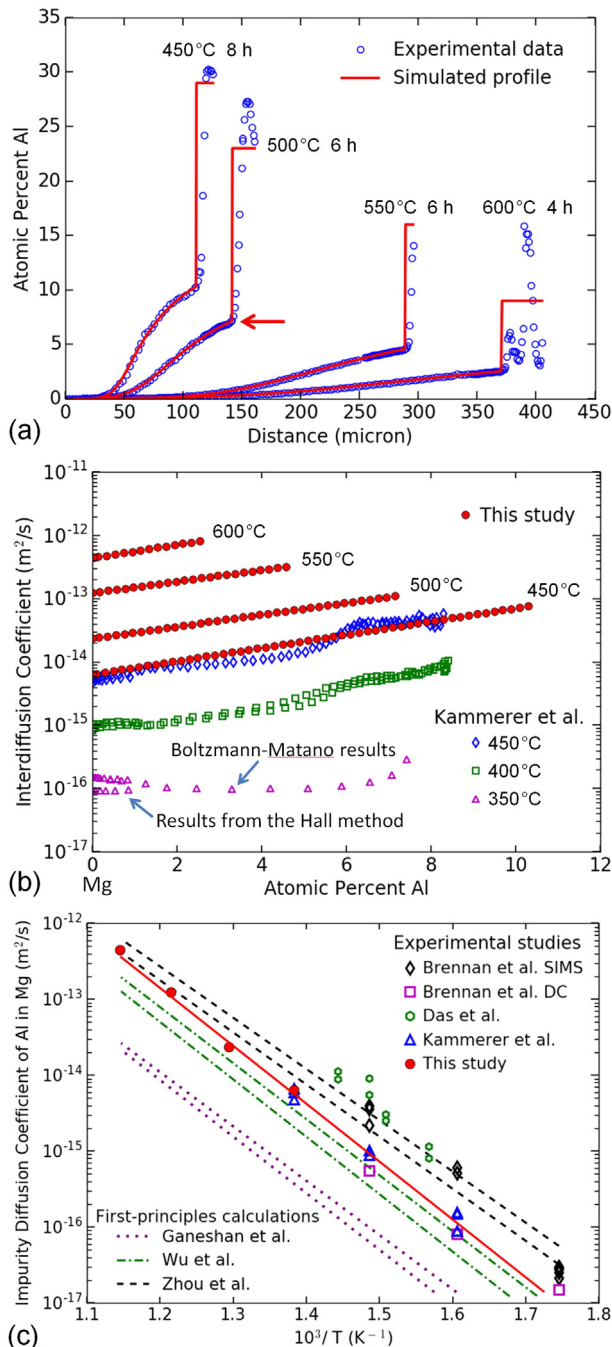 450°C 8 h
Experimental data
Simulated profile
500°C 6 h
550°C 6 h
600°C 4 h
35
30
25
20
15
10
5
0
Atomic Percent Al
0 50 100 150 200 250 300 350 400 450
Distance (micron)
(a)
10⁻¹¹
10⁻¹²
10⁻¹³
10⁻¹⁴
10⁻¹⁵
10⁻¹⁶
10⁻¹⁷
Interdiffusion Coefficient (m²/s)
This study
600°C
550°C
500°C
450°C
Kammerer et al.
450°C
400°C
350°C
Boltzmann-Matano results
Results from the Hall method
0 2 4 6 8 10 12
Mg
Atomic Percent Al
(b)
10⁻¹²
10⁻¹³
10⁻¹⁴
10⁻¹⁵
10⁻¹⁶
10⁻¹⁷
Impurity Diffusion Coefficient of Al in Mg (m²/s)
Experimental studies
Brennan et al. SIMS
Brennan et al. DC
Das et al.
Kammerer et al.
This study
First-principles calculations
Ganeshan et al.
Wu et al.
Zhou et al.
1.1 1.2 1.3 1.4 1.5 1.6 1.7 1.8
10³/ T (K⁻¹)
(c)